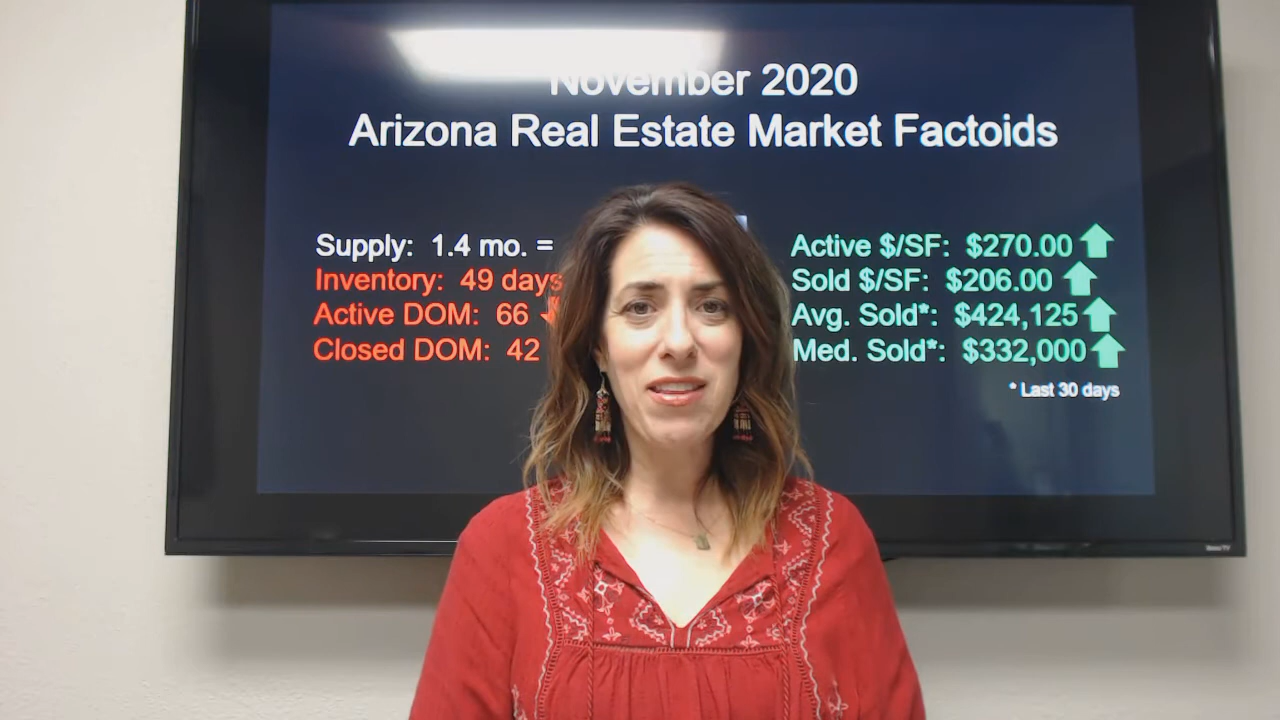 November 2020
Arizona Real Estate Market Factoids
Supply: 1.4 mo. =
Inventory: 49 days
Active DOM: 66
Closed DOM: 42
Active $/SF: $270.00
Sold $/SF: $206.00
Avg. Sold*: $424,125
Med. Sold*: $332,000
* Last 30 days
Roku TV